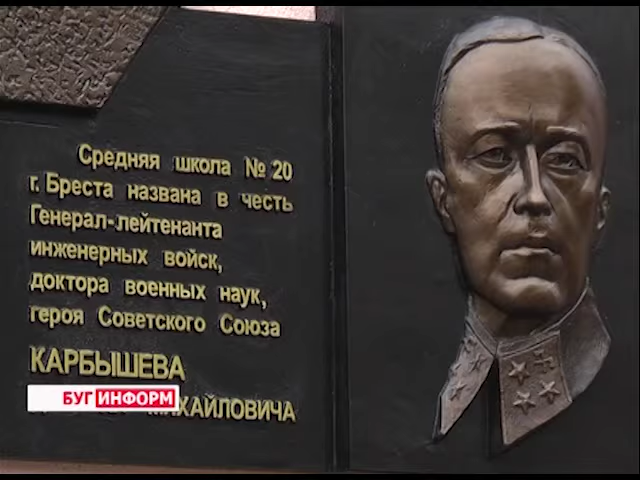 Средняя школа № 20
г. Бреста названа в честь
Генерал-лейтенанта
инженерных войск,
доктора военных наук,
героя Советского Союза
КАРБЫШЕВА
МИХАЙЛОВИЧА
БУГ ИНФОРМ